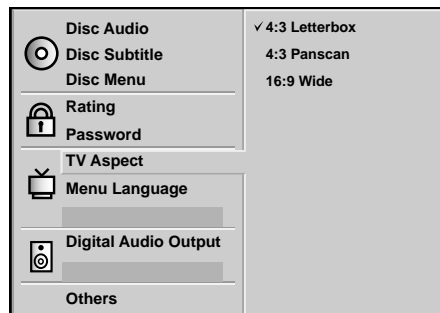 Disc Audio
Disc Subtitle
Disc Menu
Rating
Password
TV Aspect
Menu Language
Digital Audio Output
Others
✓ 4:3 Letterbox
4:3 Panscan
16:9 Wide